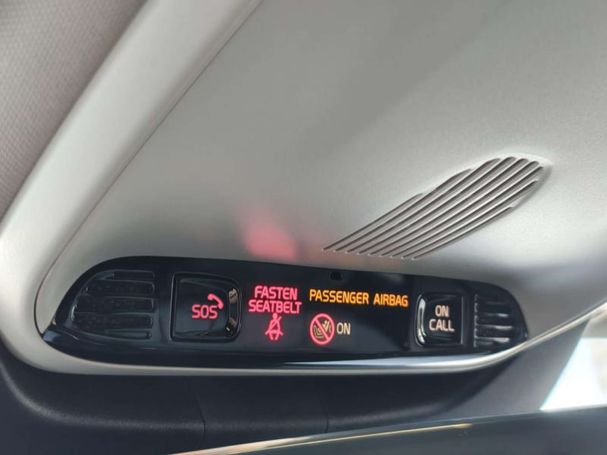 SOS
FASTEN
SEATBELT
PASSENGER AIRBAG
ON
ON
CALL